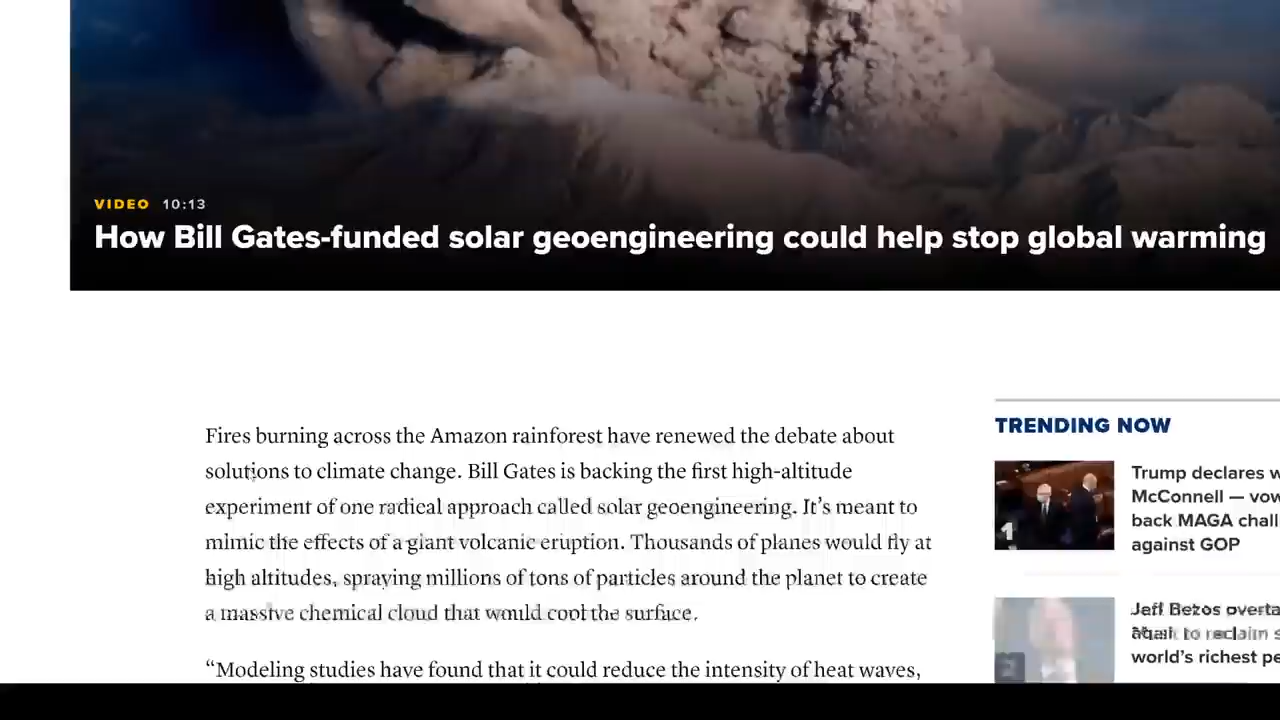 VIDEO 10:13
How Bill Gates-funded solar geoengineering could help stop global warming
Fires burning across the Amazon rainforest have renewed the debate about
solutions to climate change. Bill Gates is backing the first high-altitude
experiment of one radical approach called solar geoengineering. It’s meant to
mimic the effects of a giant volcanic eruption. Thousands of planes would fly at
high altitudes, spraying millions of tons of particles around the planet to create
a massive chemical cloud that would cool the surface.
“Modeling studies have found that it could reduce the intensity of heat waves,
TRENDING NOW
1
Trump declares w
McConnell — vow
back MAGA chall
against GOP
2
Jeff Bezos overta
to reclaim s
world’s richest pe